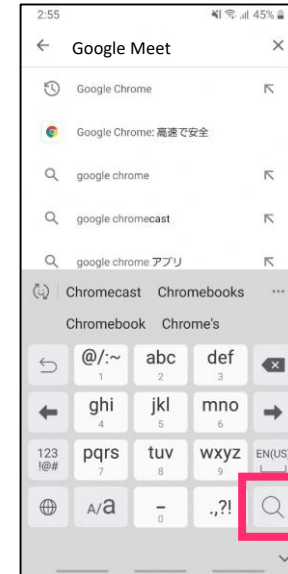 2:55 45%
Google Meet
Google Chrome
Google Chrome: 高速で安全
google chrome
google chromecast
google chrome アプリ
Chromecast Chromebooks ...
Chromebook Chrome's
@/:~ abc def
1 2 3
ghi jkl mno
4 5 6
123 pqrs tuv wxyz EN(US)
!@# 7 8 9
A/a - .,?!
0